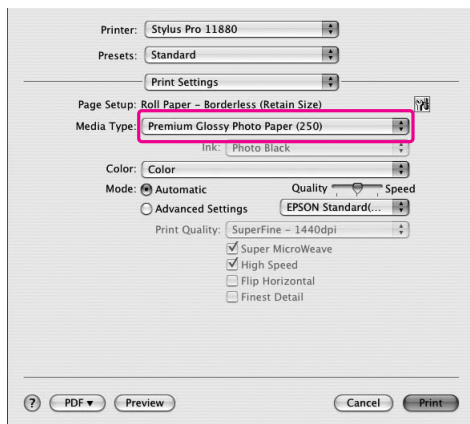 Printer: Stylus Pro 11880
Presets: Standard
Print Settings
Page Setup: Roll Paper - Borderless (Retain Size)
Media Type: Premium Glossy Photo Paper (250)
Ink: Photo Black
Color: Color
Mode: Automatic Quality Speed
Advanced Settings EPSON Standard(...
Print Quality: SuperFine - 1440dpi
Super MicroWeave
High Speed
Flip Horizontal
Finest Detail
? PDF Preview Cancel Print